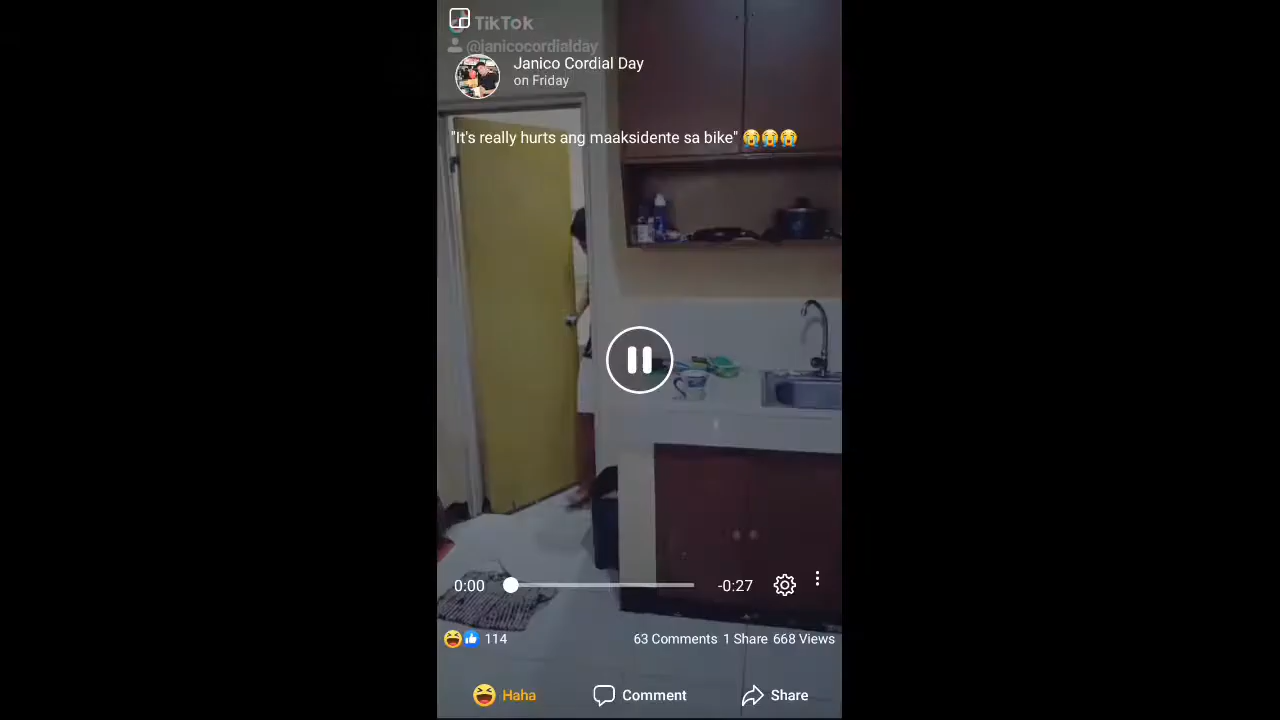 TikTok
@janicocordialday
Janico Cordial Day
on Friday
"It's really hurts ang maaksidente sa bike" 😭😭😭
0:00
-0:27
114
63 Comments 1 Share 668 Views
Haha
Comment
Share